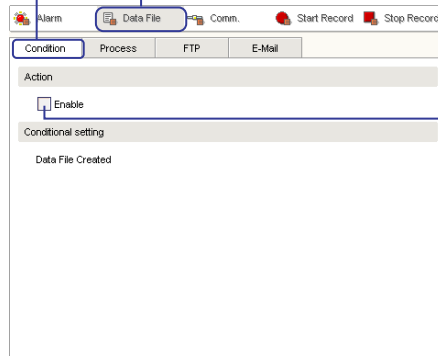 Alarm Data File Comm. Start Record Stop Record
Condition Process FTP E-Mail
Action
Enable
Conditional setting
Data File Created